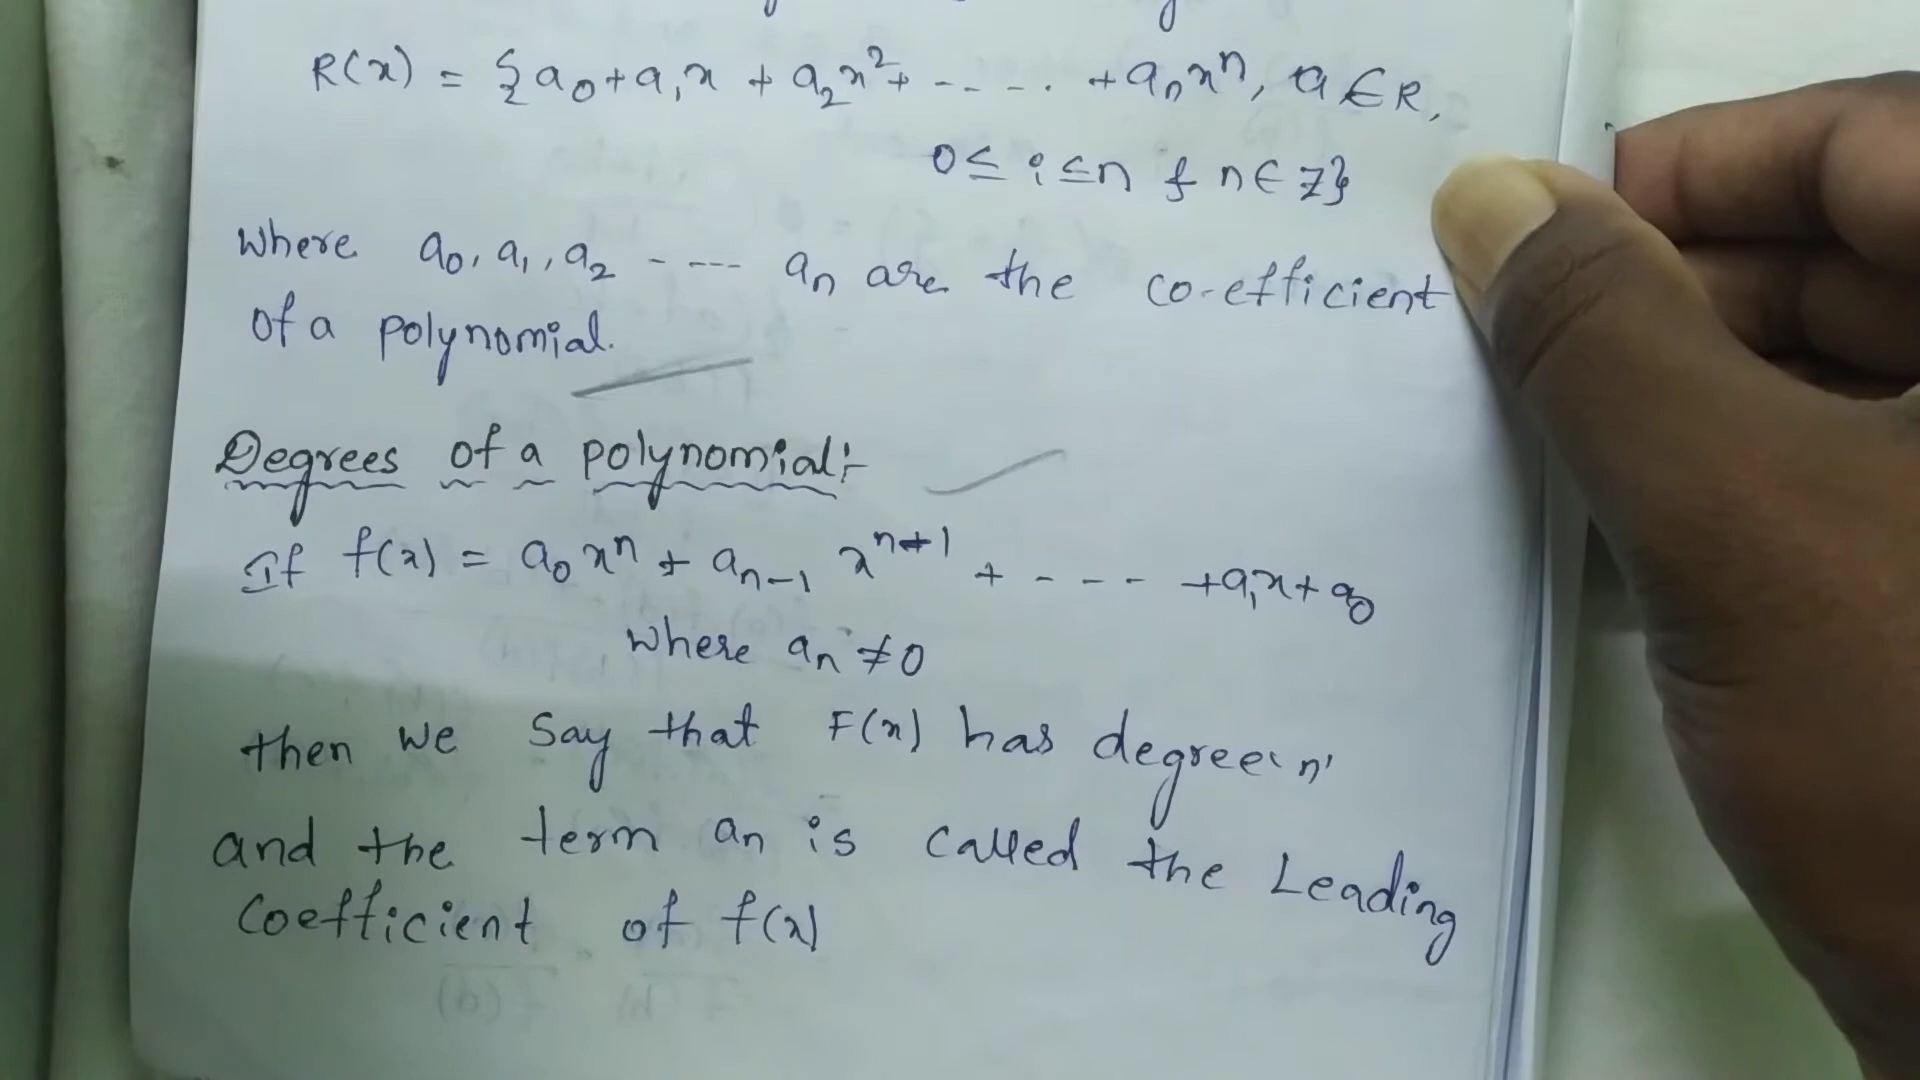 R(x) = {a₀+a₁x + a₂x²+ ------ +aₙxⁿ, a ∈ R,
0≤ i ≤n & n∈ Z}
Where a₀, a₁, a₂ ----- aₙ are the co-efficient
of a polynomial.
Degrees of a polynomial:-
If f(x) = a₀xⁿ + aₙ₋₁ xⁿ⁺¹ + ---- +a₁x+a₀
Where aₙ ≠0
then we say that F(x) has degree 'n'
and the term aₙ is called the Leading
Coefficient of f(x)